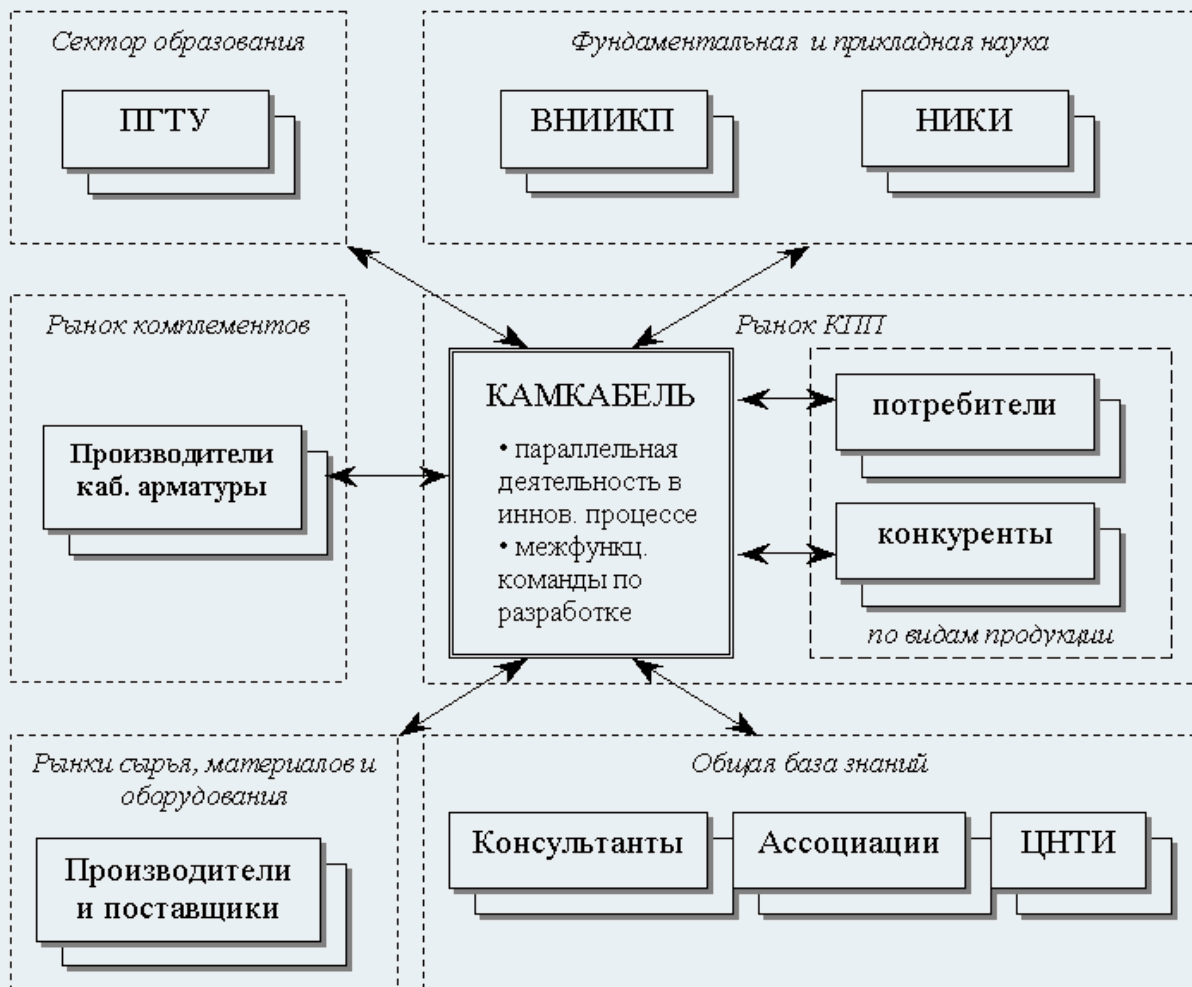 Сектор образования
ПГТУ
Фундаментальная и прикладная наука
ВНИИКП
НИКИ
Рынок комплементов
Производители
каб. арматуры
Рынок КПП
КАМКАБЕЛЬ
• параллельная
деятельность в
иннов. процессе
• межфункц.
команды по
разработке
потребители
конкуренты
по видам продукции
Рынки сырья, материалов и
оборудования
Производители
и поставщики
Общая база знаний
Консультанты
Ассоциации
ЦНТИ